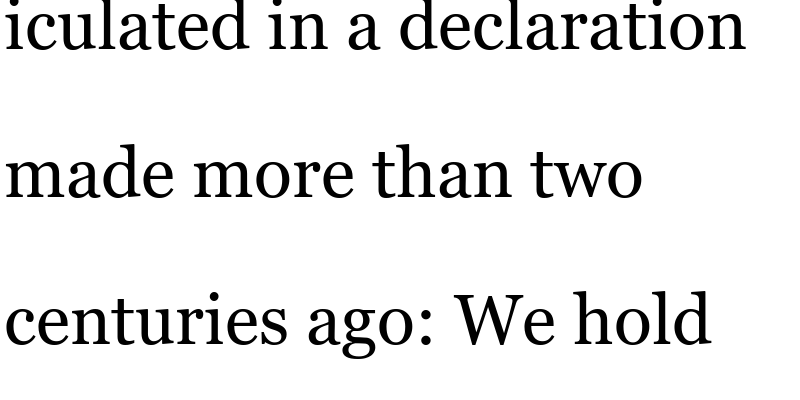 iculated in a declaration
made more than two
centuries ago: We hold